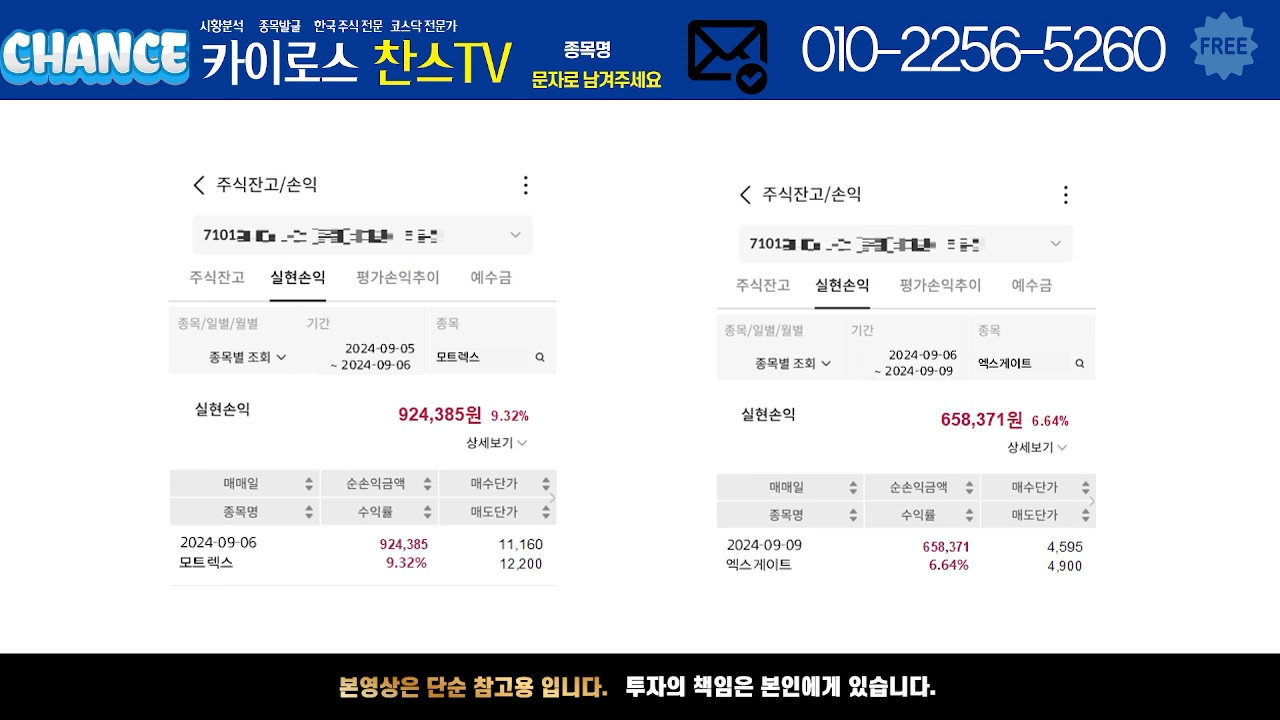 CHANCE
시황분석 종목발굴 한국 주식 전문 코스닥 전문가
카이로스 찬스TV
종목명
문자로 남겨주세요
010-2256-5260
FREE
주식잔고/손익
7101
주식잔고 실현손익 평가손익추이 예수금
종목/일별/월별 기간 종목
종목별 조회 2024-09-05 ~ 2024-09-06 모트렉스
실현손익 924,385원 9.32%
상세보기
매매일 순손익금액 매수단가
종목명 수익률 매도단가
2024-09-06 924,385 11,160
모트렉스 9.32% 12,200
주식잔고/손익
7101
주식잔고 실현손익 평가손익추이 예수금
종목/일별/월별 기간 종목
종목별 조회 2024-09-06 ~ 2024-09-09 엑스게이트
실현손익 658,371원 6.64%
상세보기
매매일 순손익금액 매수단가
종목명 수익률 매도단가
2024-09-09 658,371 4,595
엑스게이트 6.64% 4,900
본영상은 단순 참고용 입니다. 투자의 책임은 본인에게 있습니다.